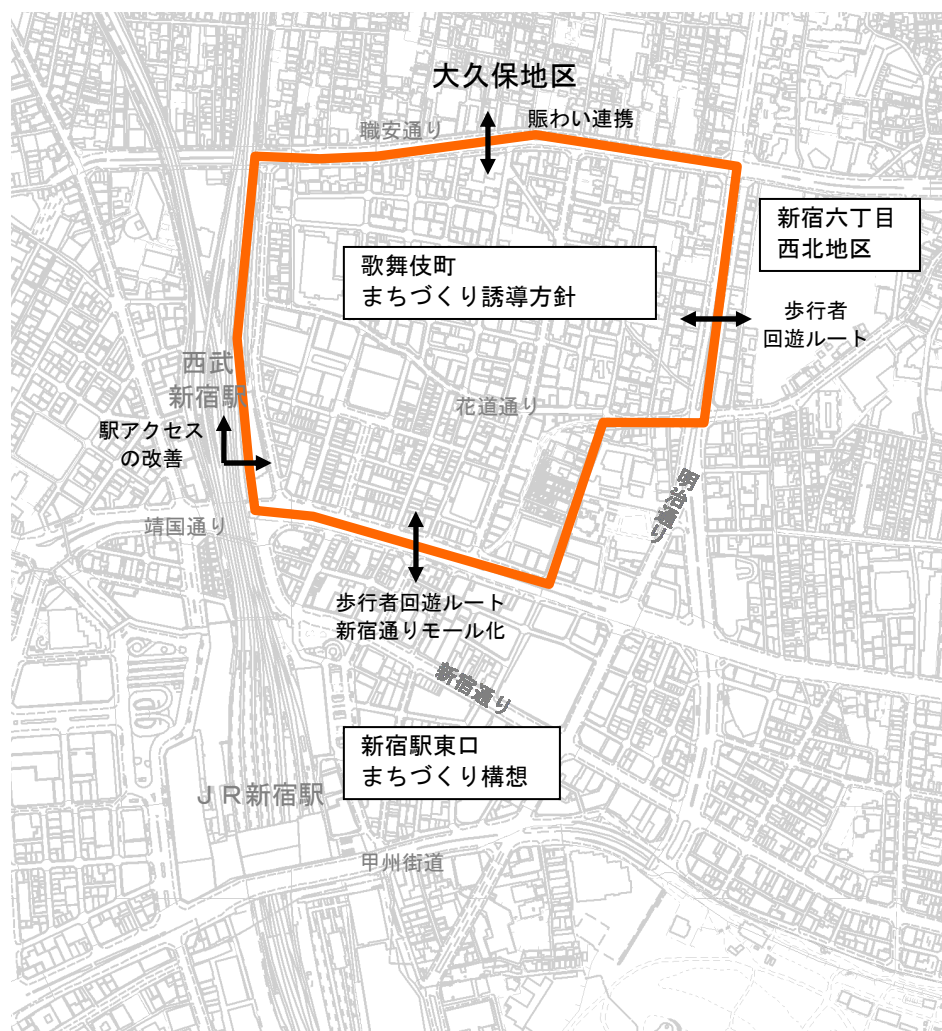 大久保地区
賑わい連携
職安通り
新宿六丁目
西北地区
歌舞伎町
まちづくり誘導方針
歩行者
回遊ルート
西武
新宿駅
花道通り
駅アクセス
の改善
明治通り
靖国通り
歩行者回遊ルート
新宿通りモール化
新宿通り
新宿駅東口
まちづくり構想
JR新宿駅
甲州街道